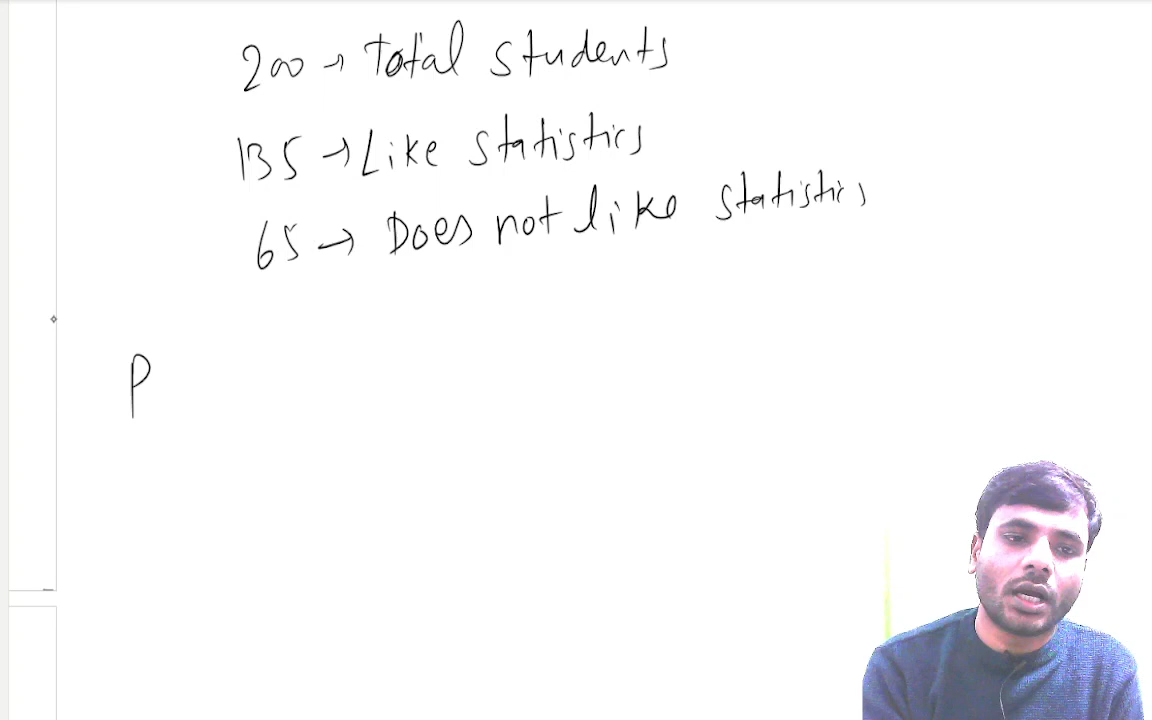 200 → Total students
135 → Like statistics
65 → Does not like statistics
P